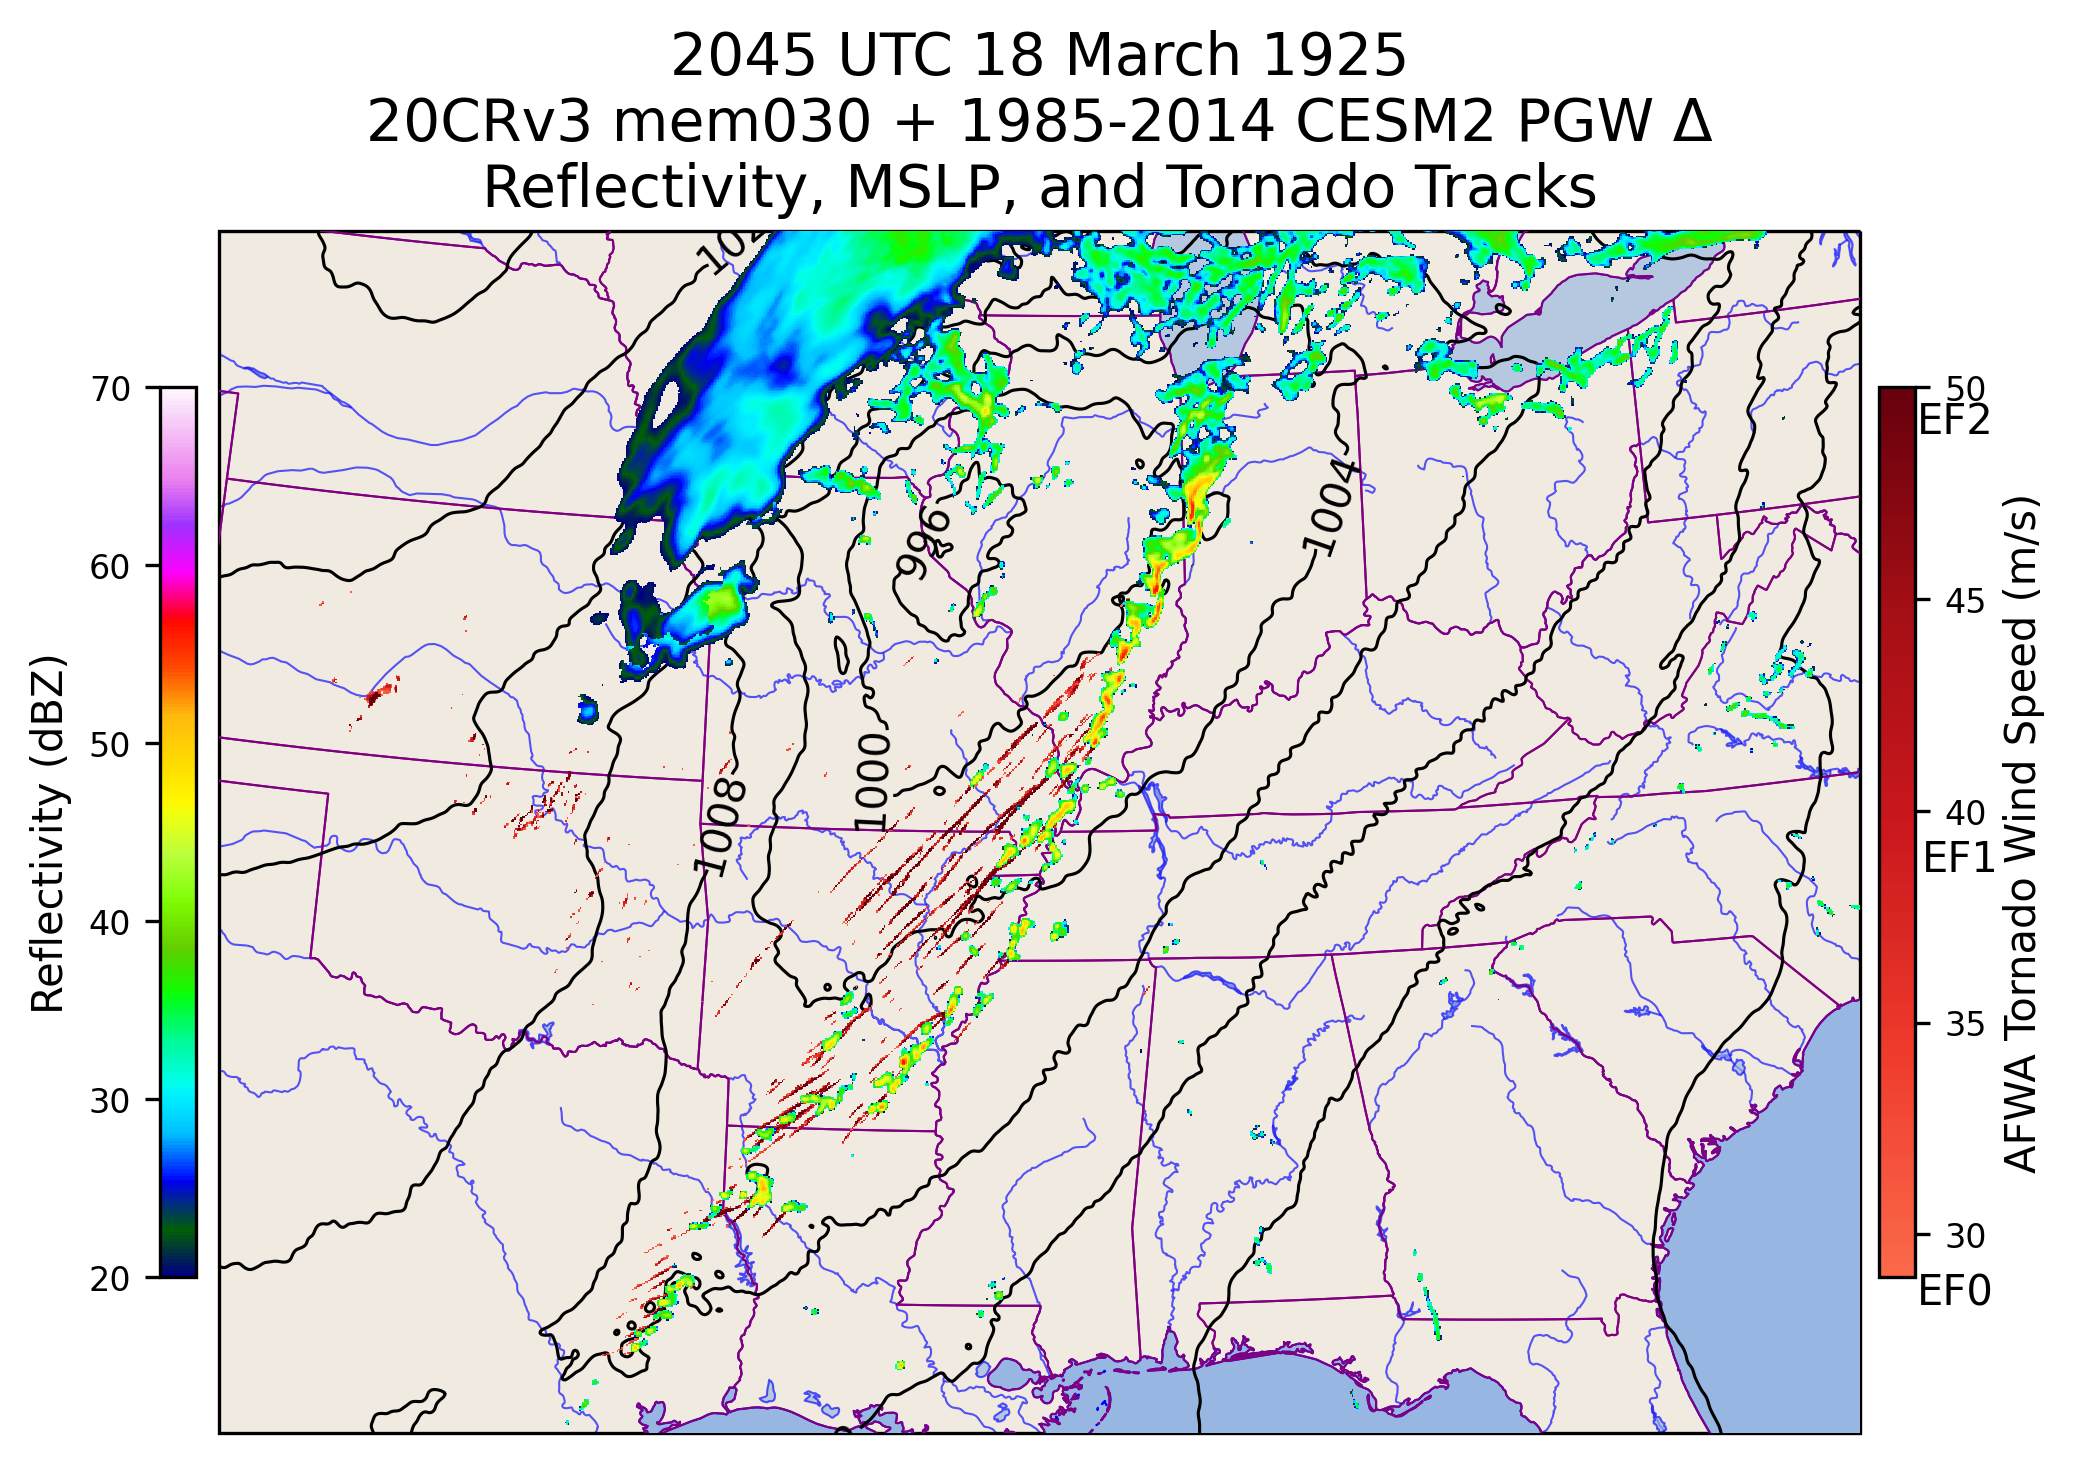 2045 UTC 18 March 1925
20CRv3 mem030 + 1985-2014 CESM2 PGW Δ
Reflectivity, MSLP, and Tornado Tracks
Reflectivity (dBZ)
70
60
50
40
30
20
996
1004
1000
1008
50
EF2
45
40
EF1
35
30
EF0
AFWA Tornado Wind Speed (m/s)